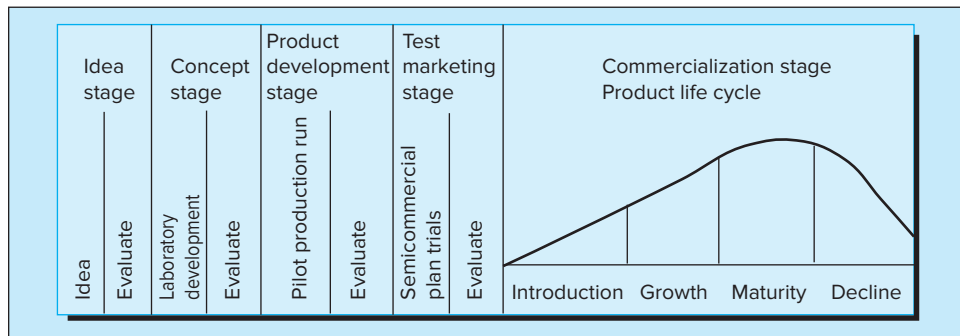 Idea
stage
Concept
stage
Product
development
stage
Test
marketing
stage
Commercialization stage
Product life cycle
Idea
Evaluate
Laboratory
development
Evaluate
Pilot production run
Evaluate
Semicommercial
plan trials
Evaluate
Introduction
Growth
Maturity
Decline